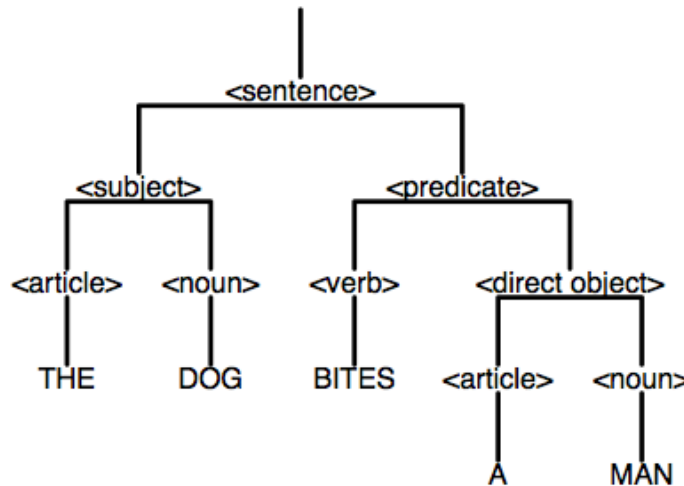 <sentence>
<subject> <predicate>
<article> <noun> <verb> <direct object>
THE DOG BITES <article> <noun>
A MAN